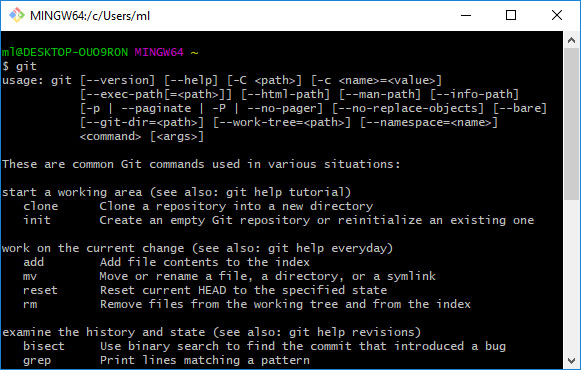 MINGW64:/c/Users/ml
ml@DESKTOP-OUO9RON MINGW64 ~
$ git
usage: git [--version] [--help] [-C <path>] [-c <name>=<value>]
           [--exec-path[=<path>]] [--html-path] [--man-path] [--info-path]
           [-p | --paginate | -P | --no-pager] [--no-replace-objects] [--bare]
           [--git-dir=<path>] [--work-tree=<path>] [--namespace=<name>]
           <command> [<args>]

These are common Git commands used in various situations:

start a working area (see also: git help tutorial)
   clone      Clone a repository into a new directory
   init       Create an empty Git repository or reinitialize an existing one

work on the current change (see also: git help everyday)
   add        Add file contents to the index
   mv         Move or rename a file, a directory, or a symlink
   reset      Reset current HEAD to the specified state
   rm         Remove files from the working tree and from the index

examine the history and state (see also: git help revisions)
   bisect     Use binary search to find the commit that introduced a bug
   grep       Print lines matching a pattern